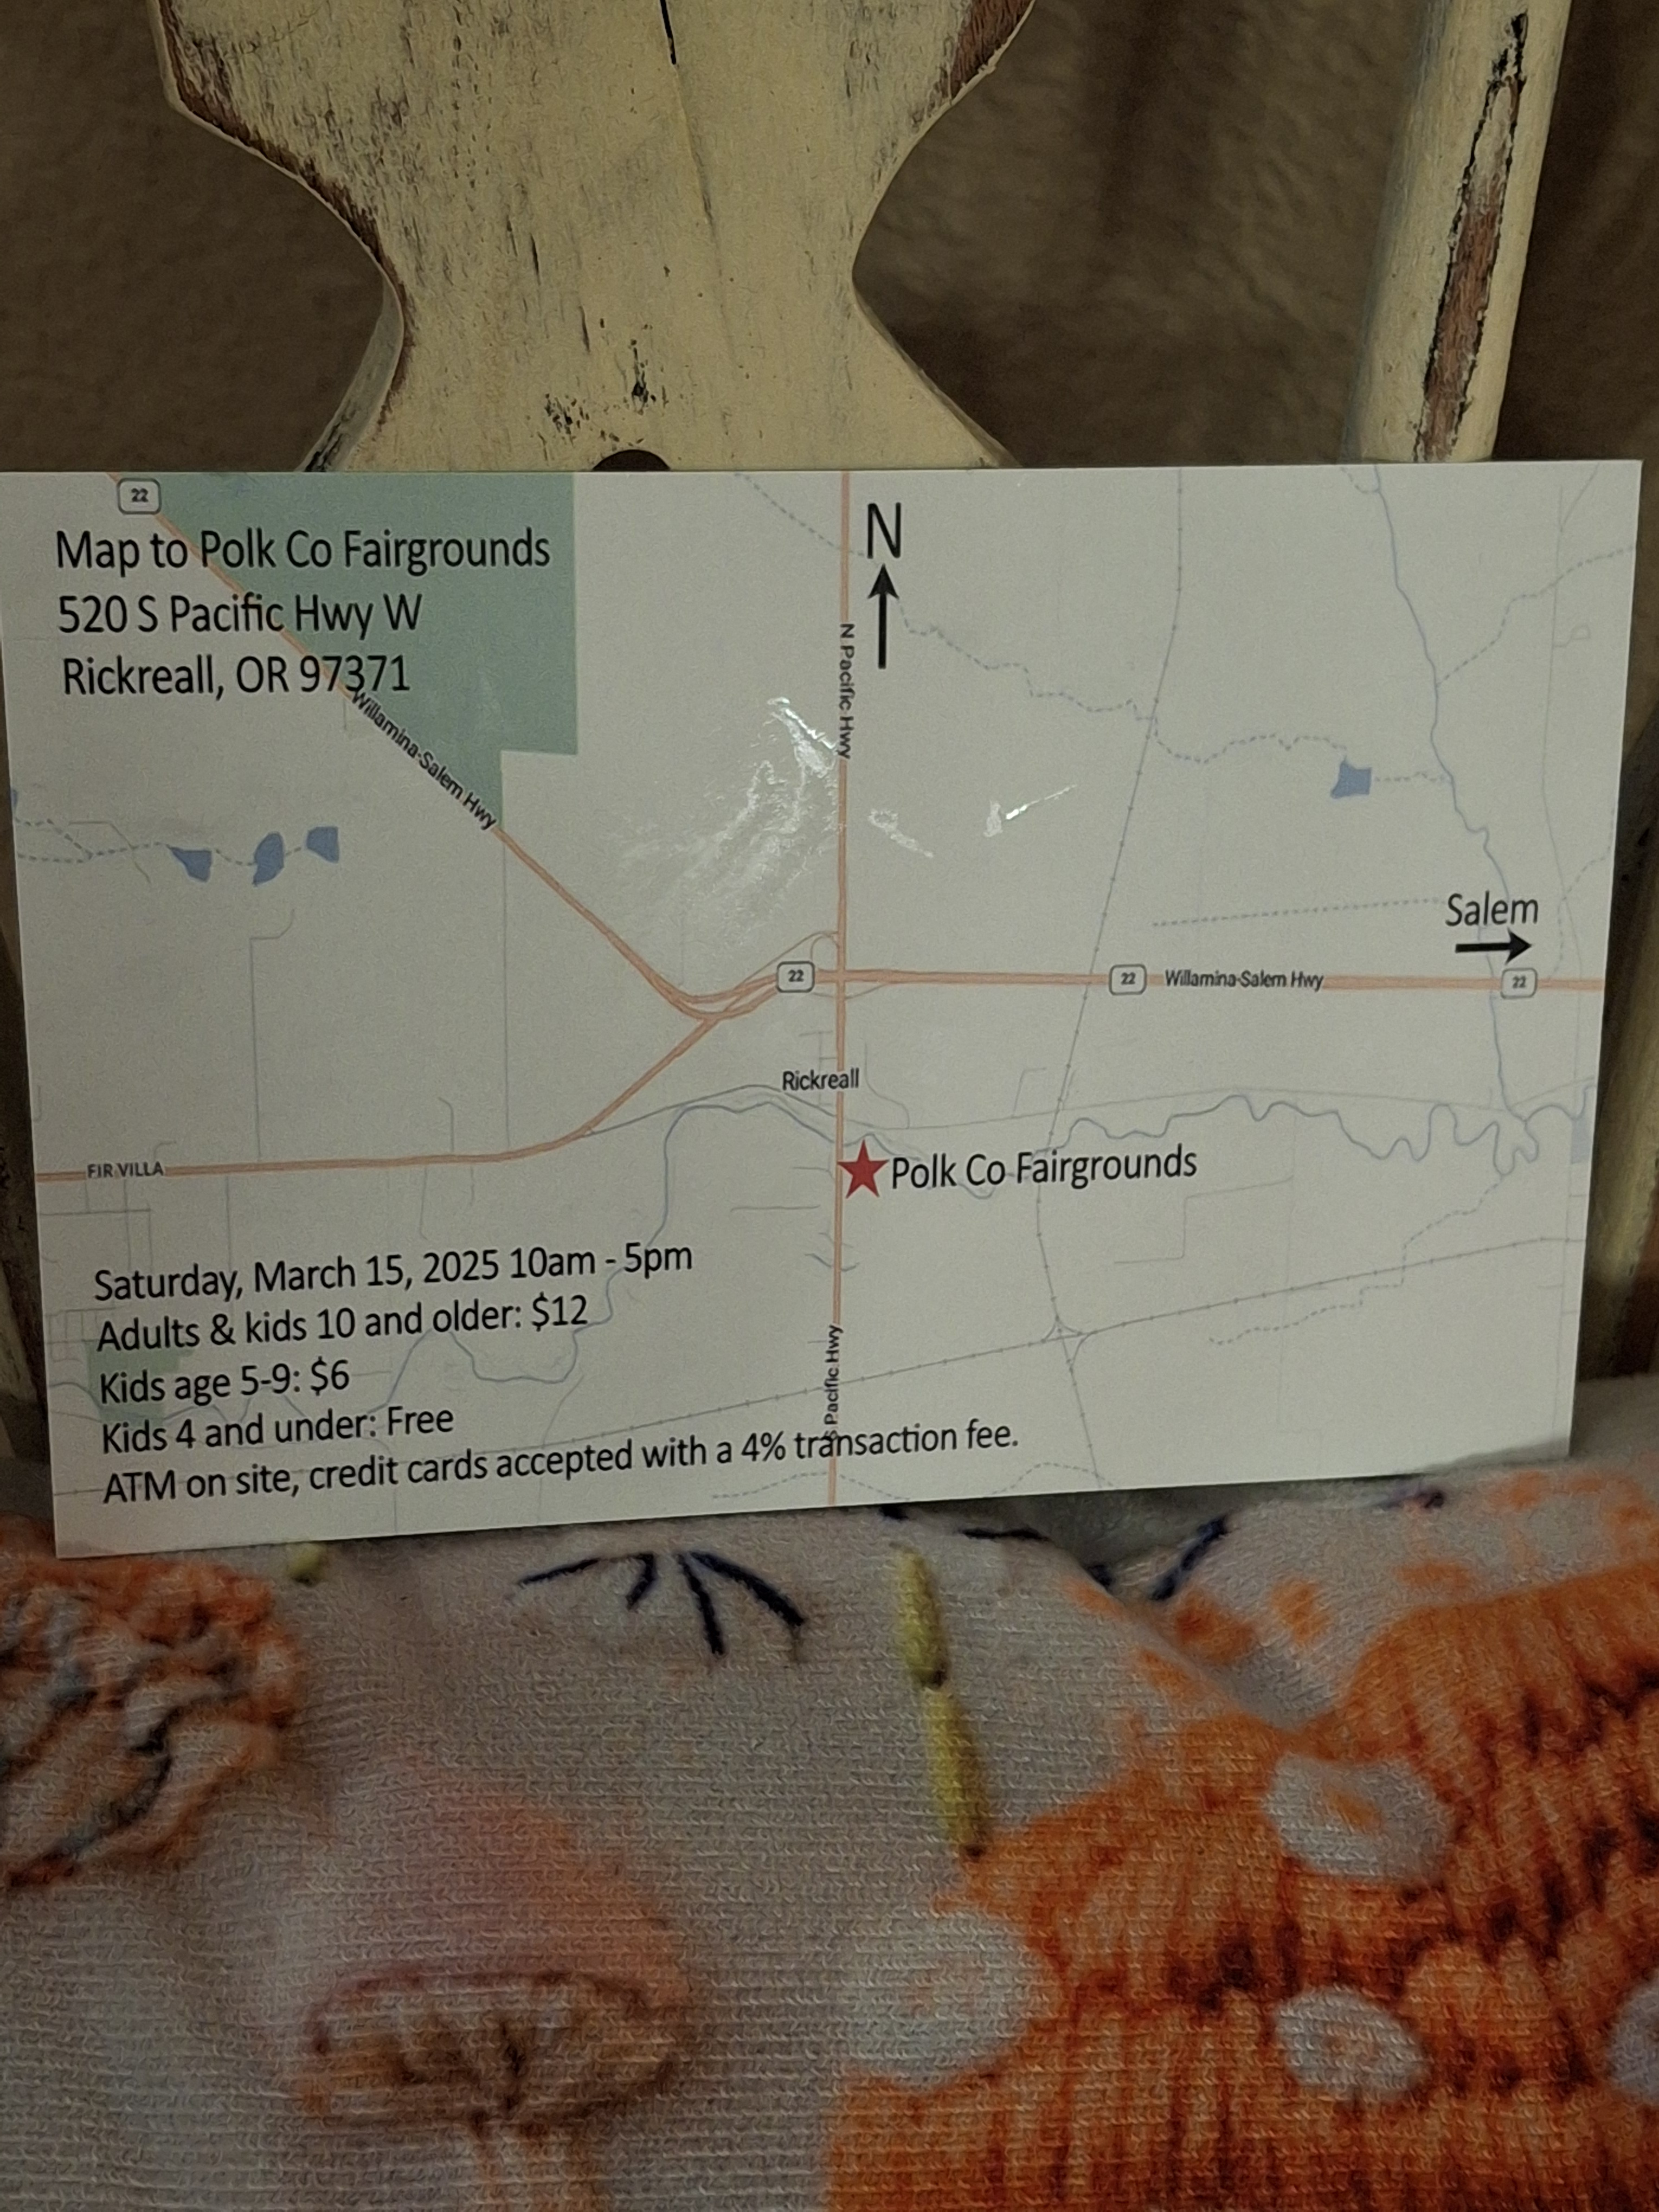 22
Map to Polk Co Fairgrounds
520 S Pacific Hwy W
Rickreall, OR 97371
N
N Pacific Hwy
Willamina-Salem Hwy
Salem
22
22
Willamina-Salem Hwy
22
Rickreall
FIR VILLA
Polk Co Fairgrounds
Saturday, March 15, 2025 10am - 5pm
Adults & kids 10 and older: $12
Kids age 5-9: $6
Kids 4 and under: Free
S Pacific Hwy
ATM on site, credit cards accepted with a 4% transaction fee.